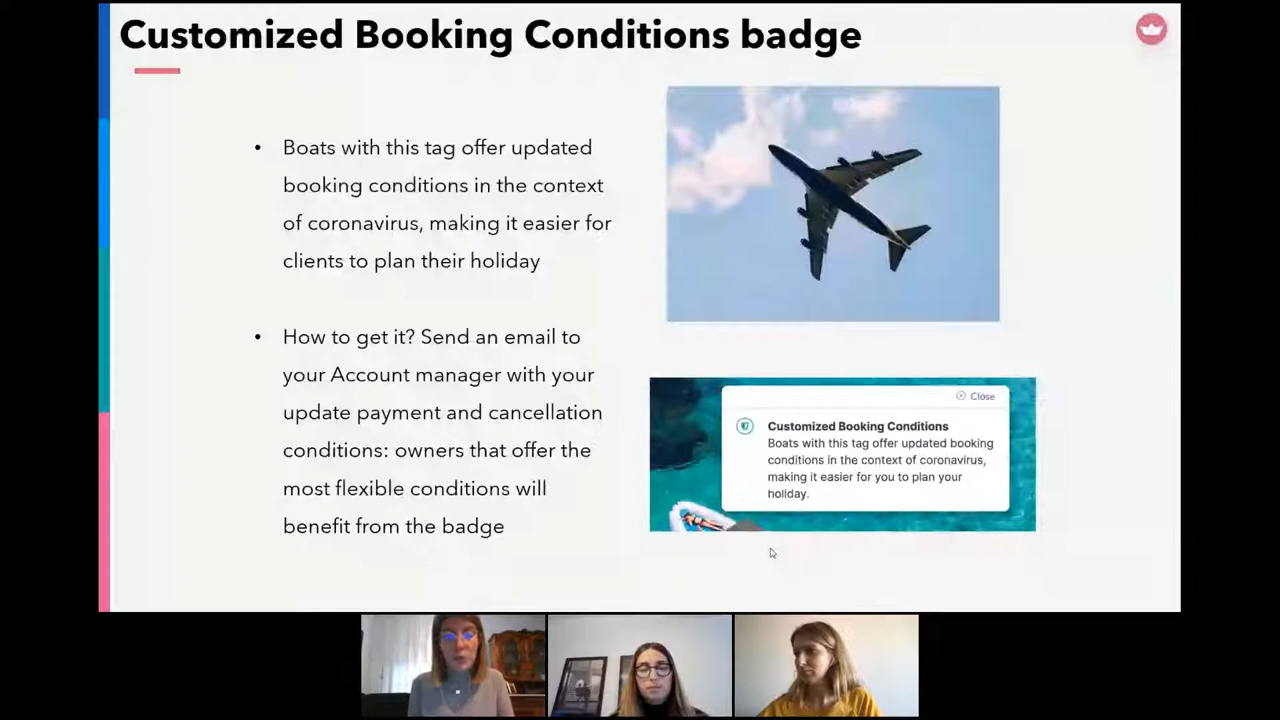 Customized Booking Conditions badge
• Boats with this tag offer updated
booking conditions in the context
of coronavirus, making it easier for
clients to plan their holiday
• How to get it? Send an email to
your Account manager with your
update payment and cancellation
conditions: owners that offer the
most flexible conditions will
benefit from the badge
Close
Customized Booking Conditions
Boats with this tag offer updated booking
conditions in the context of coronavirus,
making it easier for you to plan your
holiday.